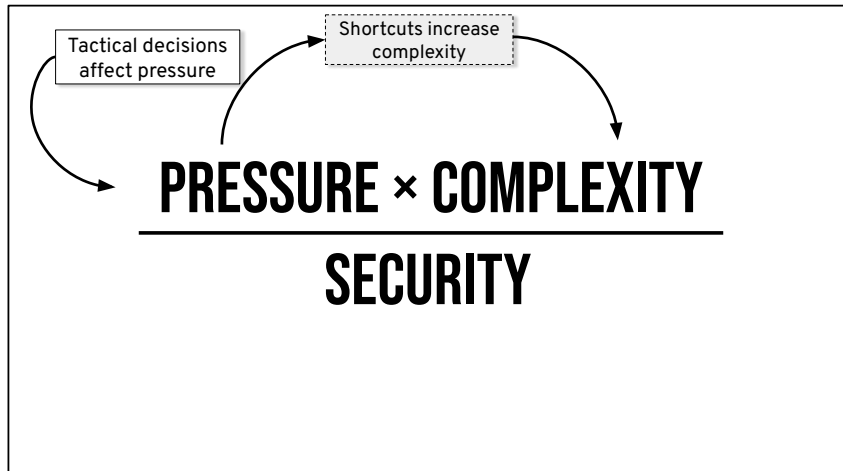 Tactical decisions
affect pressure
Shortcuts increase
complexity
PRESSURE × COMPLEXITY
SECURITY